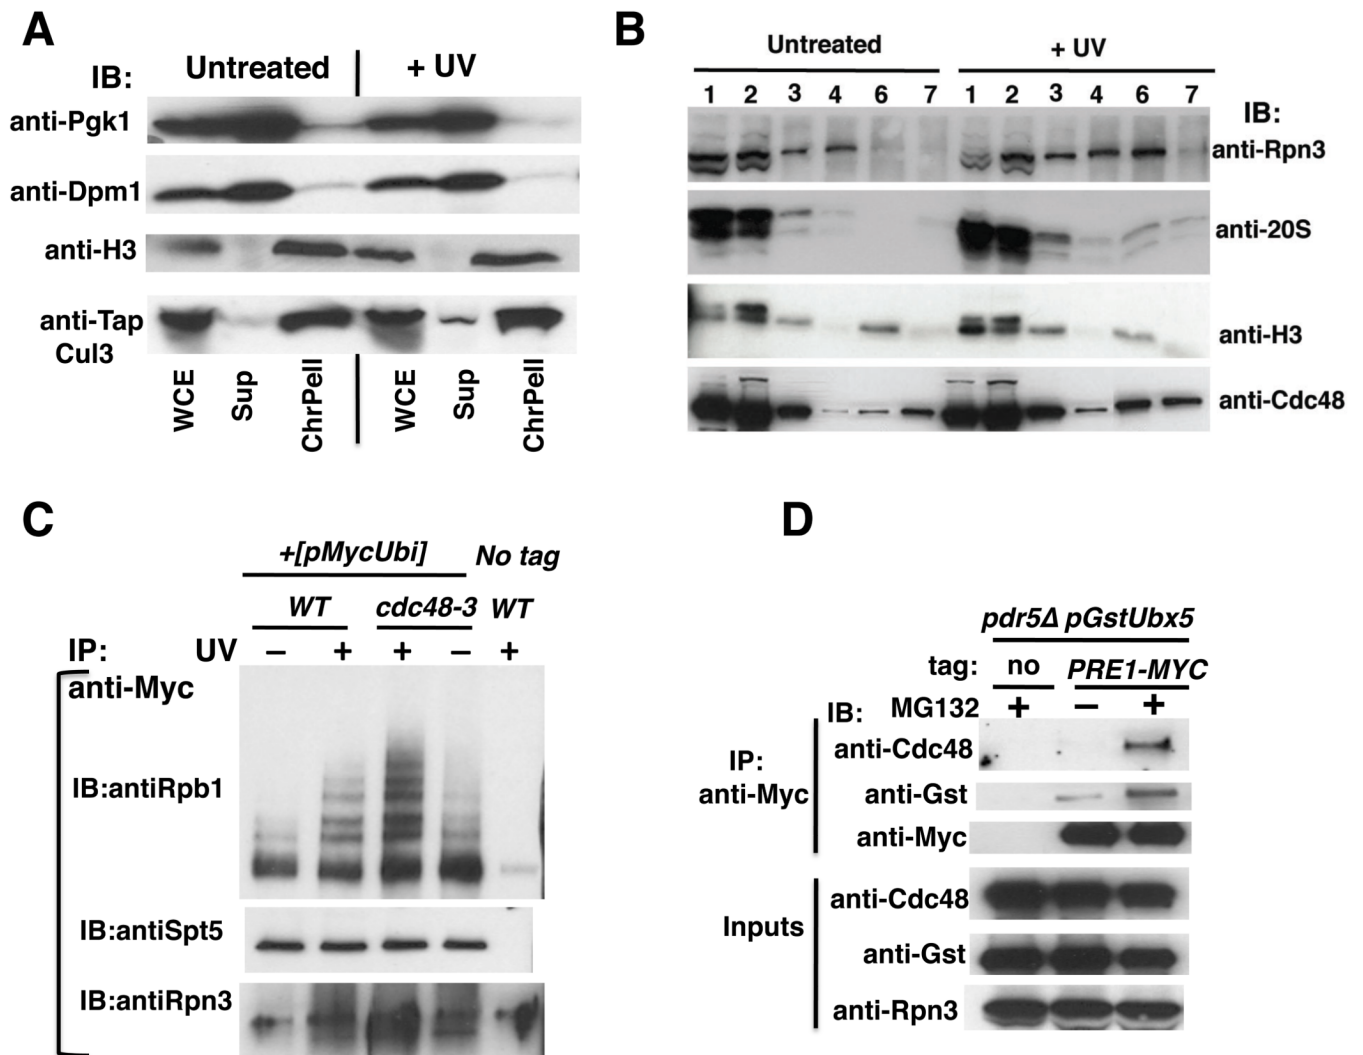 A
Untreated + UV
IB:
anti-Pgk1
anti-Dpm1
anti-H3
anti-Tap
Cul3
WCE Sup ChrPell WCE Sup ChrPell
B
Untreated + UV
1 2 3 4 6 7 1 2 3 4 6 7
IB:
anti-Rpn3
anti-20S
anti-H3
anti-Cdc48
C
+[pMycUbi] No tag
WT cdc48-3 WT
IP: UV − + + − +
anti-Myc
IB:antiRpb1
IB:antiSpt5
IB:antiRpn3
D
pdr5Δ pGstUbx5
tag: no PRE1-MYC
IB: MG132 + − +
anti-Cdc48
IP:
anti-Myc
anti-Gst
anti-Myc
Inputs
anti-Cdc48
anti-Gst
anti-Rpn3